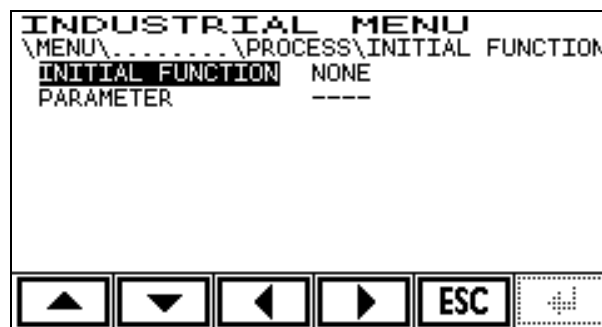 INDUSTRIAL MENU
\MENU\........\PROCESS\INITIAL FUNCTION
INITIAL FUNCTION NONE
PARAMETER ----
ESC